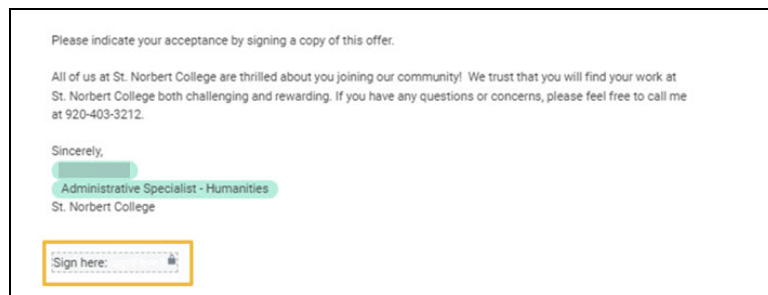 Please indicate your acceptance by signing a copy of this offer.
All of us at St. Norbert College are thrilled about you joining our community!  We trust that you will find your work at
St. Norbert College both challenging and rewarding. If you have any questions or concerns, please feel free to call me
at 920-403-3212.
Sincerely,
Administrative Specialist - Humanities
St. Norbert College
Sign here: